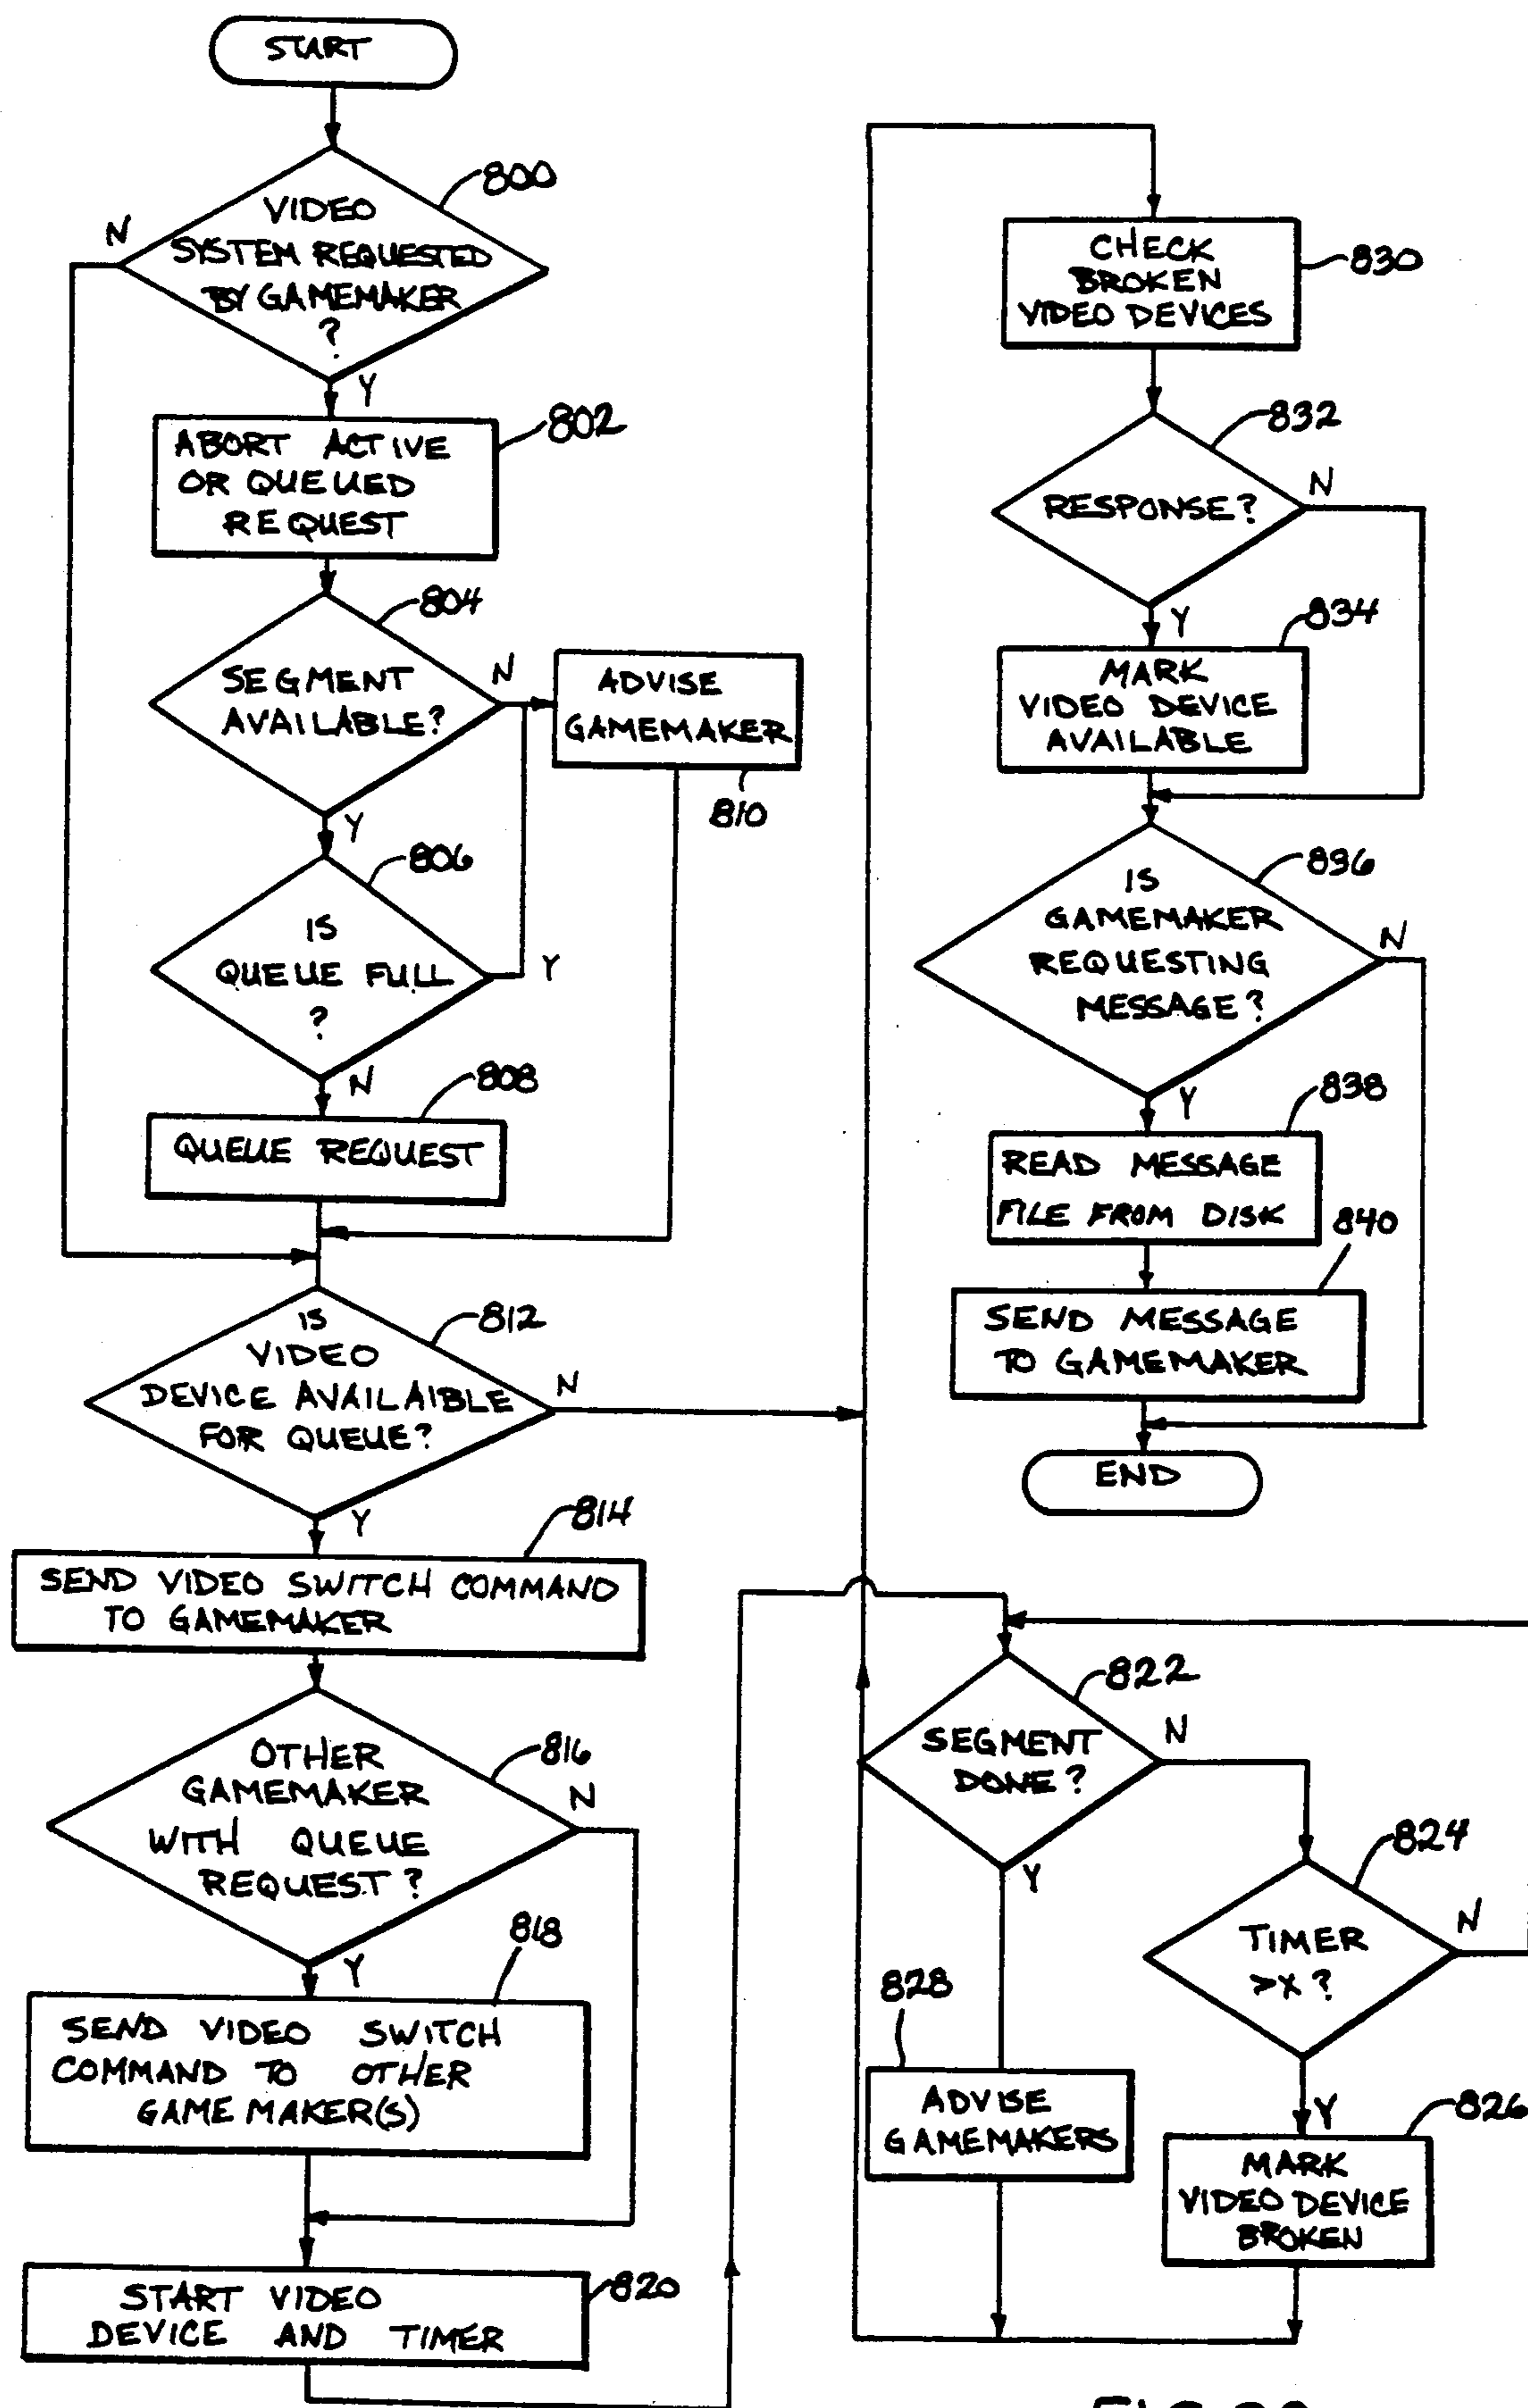 START
800
VIDEO
N
SYSTEM REQUESTED
BY GAMEMAKER
?
Y
802
ABORT ACTIVE
OR QUEUED
REQUEST
804
SEGMENT
AVAILABLE?
N
ADVISE
GAMEMAKER
810
Y
806
IS
QUEUE FULL
?
Y
N
808
QUEUE REQUEST
812
IS
VIDEO
DEVICE AVAILAIBLE
FOR QUEUE?
N
Y
814
SEND VIDEO SWITCH COMMAND
TO GAMEMAKER
816
OTHER
GAMEMAKER
WITH QUEUE
REQUEST?
N
Y
818
SEND VIDEO SWITCH
COMMAND TO OTHER
GAME MAKER(S)
820
START VIDEO
DEVICE AND TIMER
CHECK
BROKEN
VIDEO DEVICES
830
832
RESPONSE?
N
Y
834
MARK
VIDEO DEVICE
AVAILABLE
836
IS
GAMEMAKER
REQUESTING
MESSAGE?
N
Y
838
READ MESSAGE
FILE FROM DISK
840
SEND MESSAGE
TO GAMEMAKER
END
822
SEGMENT
DONE?
N
Y
824
TIMER
>X?
N
Y
828
ADVISE
GAMEMAKERS
826
MARK
VIDEO DEVICE
BROKEN